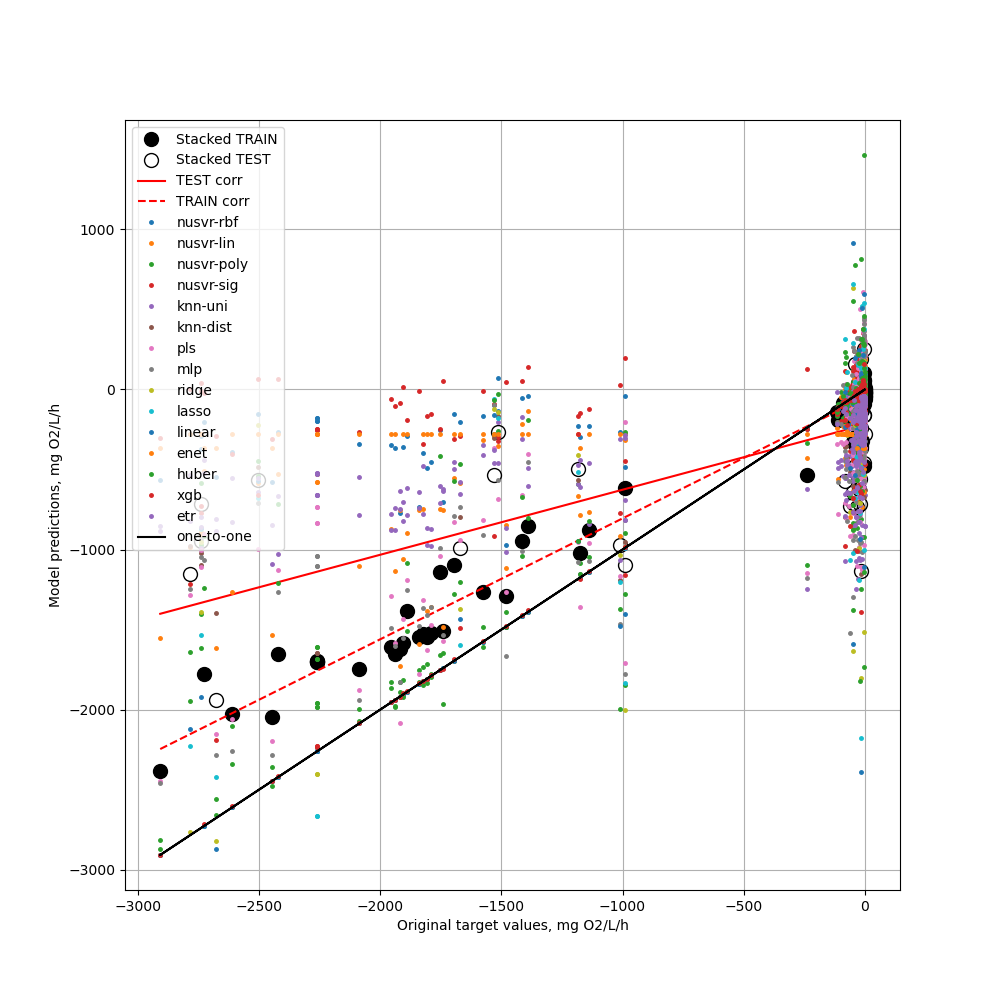 1000
0
−1000
−2000
−3000
Model predictions, mg O2/L/h
Stacked TRAIN
Stacked TEST
TEST corr
TRAIN corr
nusvr-rbf
nusvr-lin
nusvr-poly
nusvr-sig
knn-uni
knn-dist
pls
mlp
ridge
lasso
linear
enet
huber
xgb
etr
one-to-one
−3000 −2500 −2000 −1500 −1000 −500 0
Original target values, mg O2/L/h